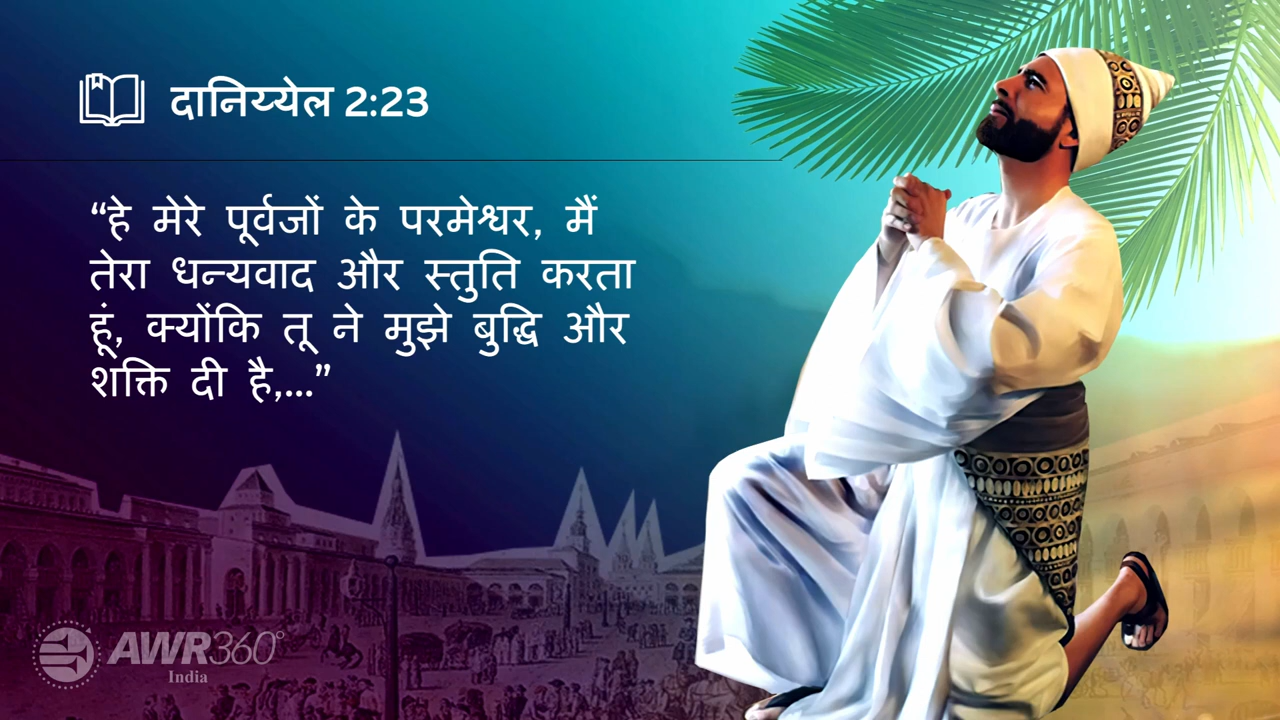 दानिय्येल 2:23
“हे मेरे पूर्वजों के परमेश्वर, मैं
तेरा धन्यवाद और स्तुति करता
हूं, क्योंकि तू ने मुझे बुद्धि और
शक्ति दी है,...”
AWR360°
India